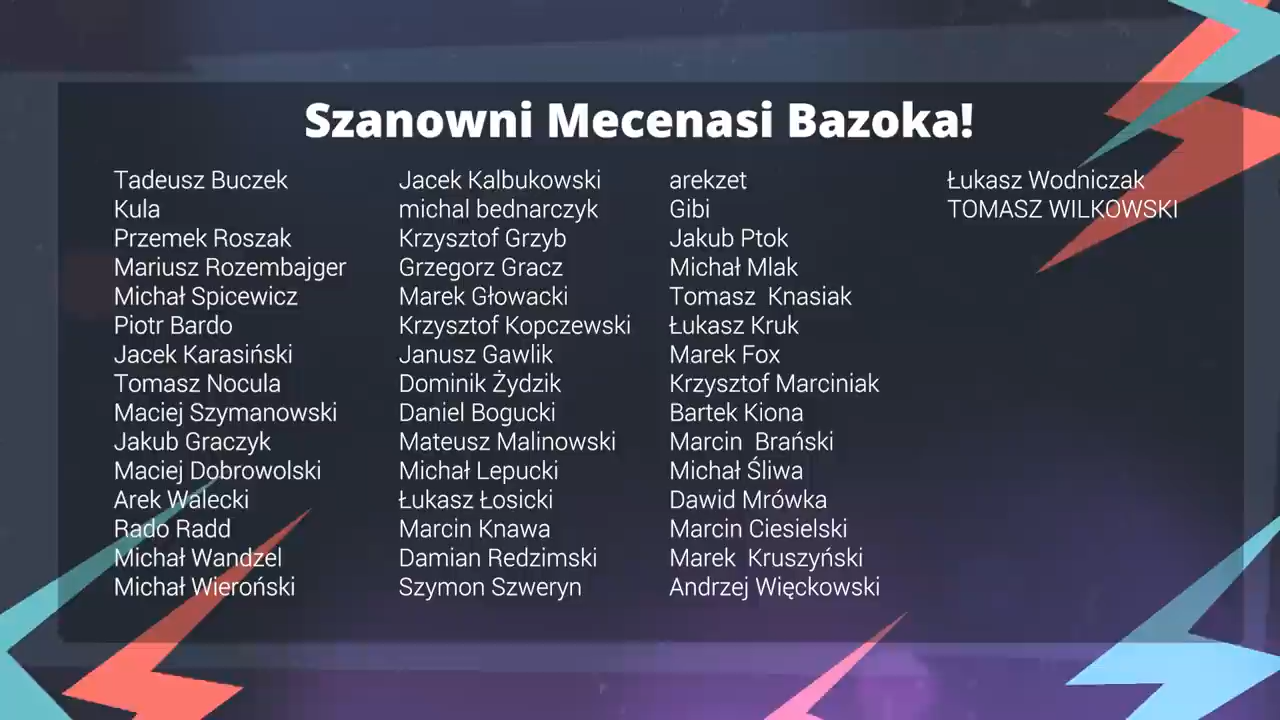 Szanowni Mecenasi Bazoka!
Tadeusz Buczek
Kula
Przemek Roszak
Mariusz Rozembajger
Michał Spicewicz
Piotr Bardo
Jacek Karasiński
Tomasz Nocula
Maciej Szymanowski
Jakub Graczyk
Maciej Dobrowolski
Arek Walecki
Rado Radd
Michał Wandzel
Michał Wieroński
Jacek Kalbukowski
michal bednarczyk
Krzysztof Grzyb
Grzegorz Gracz
Marek Głowacki
Krzysztof Kopczewski
Janusz Gawlik
Dominik Żydzik
Daniel Bogucki
Mateusz Malinowski
Michał Lepucki
Łukasz Łosicki
Marcin Knawa
Damian Redzimski
Szymon Szweryn
arekzet
Gibi
Jakub Ptok
Michał Mlak
Tomasz  Knasiak
Łukasz Kruk
Marek Fox
Krzysztof Marciniak
Bartek Kiona
Marcin  Brański
Michał Śliwa
Dawid Mrówka
Marcin Ciesielski
Marek  Kruszyński
Andrzej Więckowski
Łukasz Wodniczak
TOMASZ WILKOWSKI